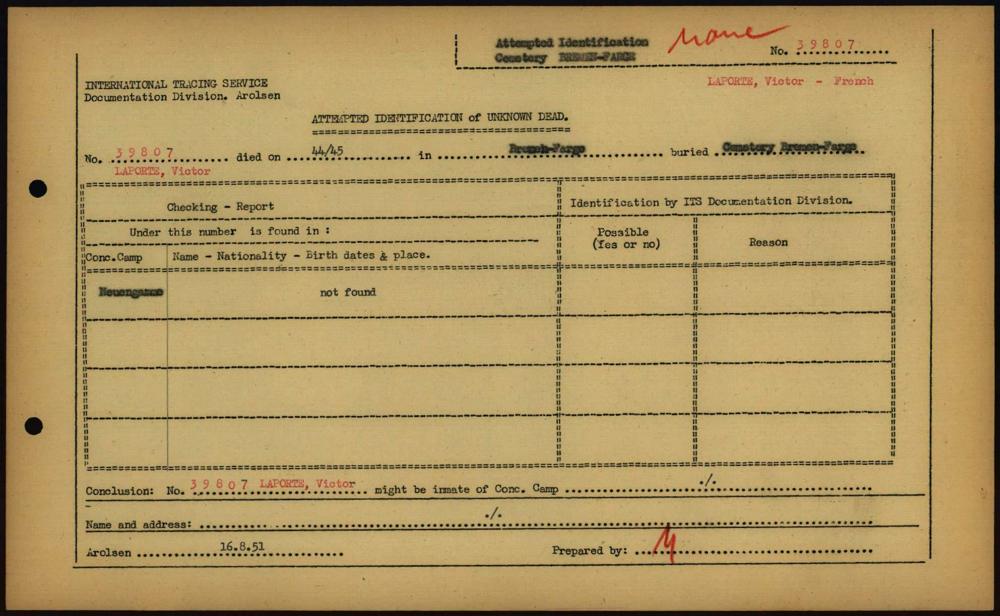 Attempted Identification
Cemetery BREMEN-FARGE
None
No. 39807
LAPORTE, Victor - French
INTERNATIONAL TRACING SERVICE
Documentation Division. Arolsen
ATTEMPTED IDENTIFICATION of UNKNOWN DEAD.
No. 39807 died on 44/45 in Bremen-Farge buried Cemetery Bremen-Farge
LAPORTE, Victor
Checking - Report
Identification by ITS Documentation Division.
Under this number is found in :
Possible
(Yes or no)
Reason
Conc.Camp
Name - Nationality - Birth dates & place.
Neuengamme
not found
Conclusion: No. 39807 LAPORTE, Victor might be inmate of Conc. Camp ./.
Name and address: ./.
Arolsen 16.8.51
Prepared by: